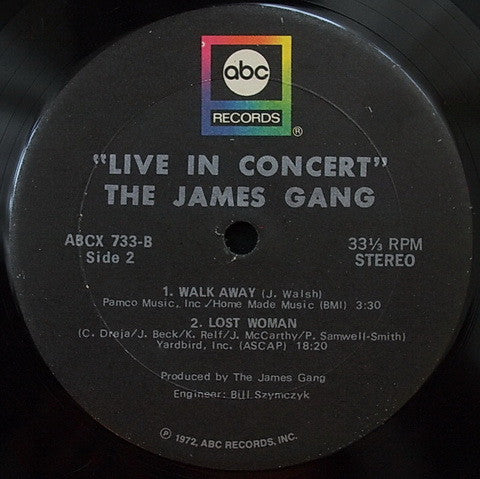 abc
RECORDS
®
"LIVE IN CONCERT"
THE JAMES GANG
ABCX 733-B
Side 2
33⅓ RPM
STEREO
1. WALK AWAY (J. Walsh)
Pamco Music, Inc./Home Made Music (BMI) 3:30
2. LOST WOMAN
(C. Dreja/J. Beck/K. Relf/J. McCarthy/P. Samwell-Smith)
Yardbird, Inc. (ASCAP) 18:20
Produced by The James Gang
Engineer: Bill Szymczyk
℗ 1972, ABC RECORDS, INC.